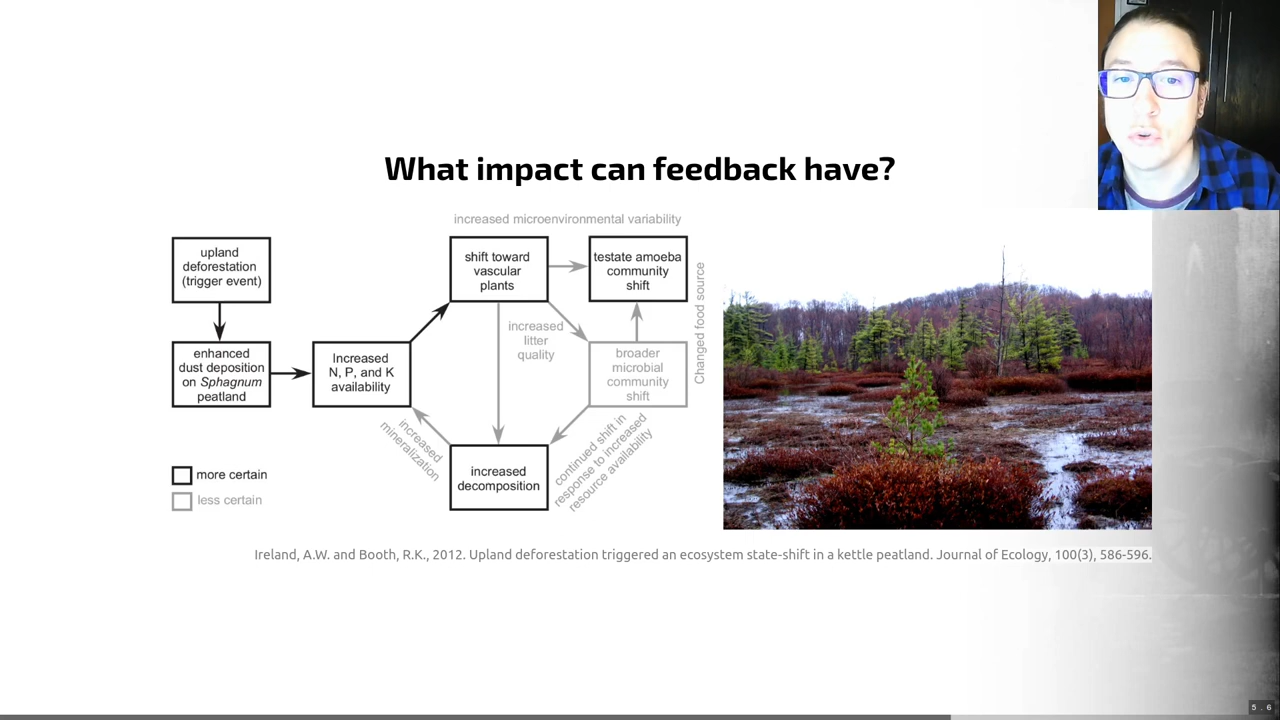 What impact can feedback have?
increased microenvironmental variability
upland
deforestation
(trigger event)
shift toward
vascular
plants
testate amoeba
community
shift
Changed food source
increased
litter
quality
enhanced
dust deposition
on Sphagnum
peatland
Increased
N, P, and K
availability
broader
microbial
community
shift
increased
mineralization
continued shift in
response to increased
resource availability
increased
decomposition
more certain
less certain
Ireland, A.W. and Booth, R.K., 2012. Upland deforestation triggered an ecosystem state-shift in a kettle peatland. Journal of Ecology, 100(3), 586-596.
5 . 6